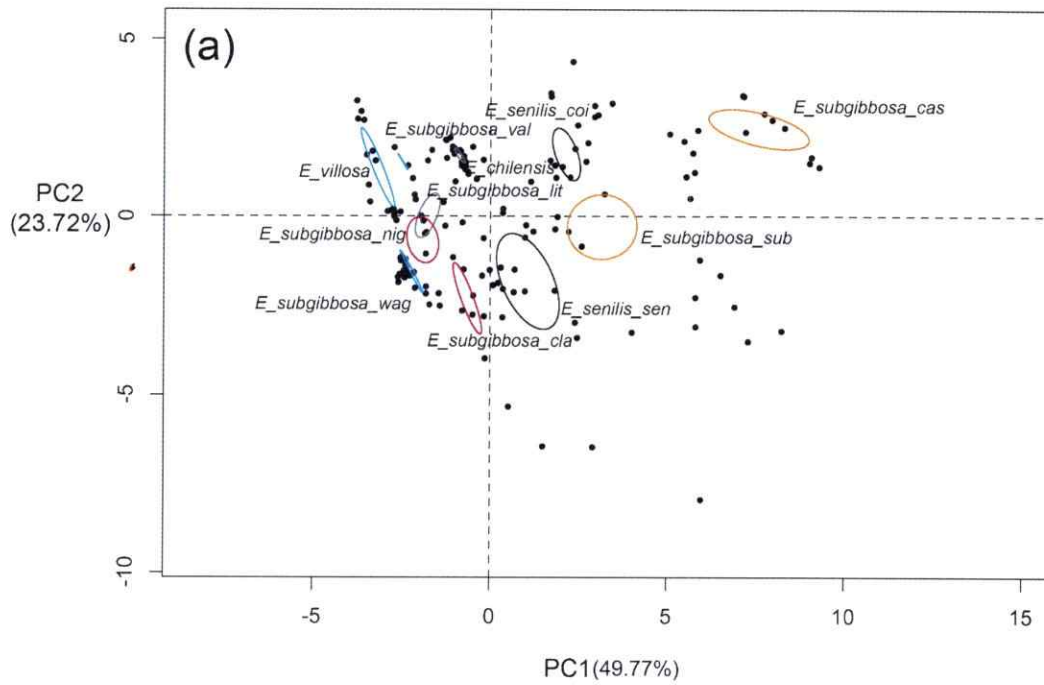 (a)
5
E_senilis_coi
E_subgibbosa_cas
E_subgibbosa_val
E_villosa
E_chilensis
E_subgibbosa_lit
PC2
(23.72%)
0
E_subgibbosa_nig
E_subgibbosa_sub
E_subgibbosa_wag
E_senilis_sen
E_subgibbosa_cla
-5
-10
-5 0 5 10 15
PC1(49.77%)